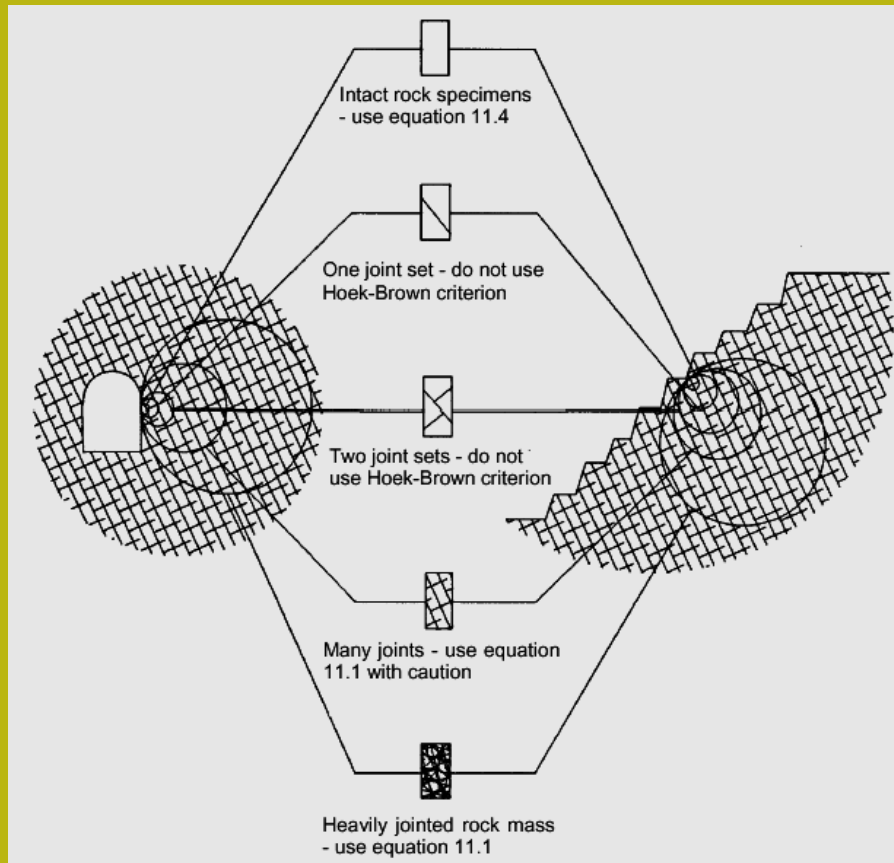 Intact rock specimens
- use equation 11.4
One joint set - do not use
Hoek-Brown criterion
Two joint sets - do not
use Hoek-Brown criterion
Many joints - use equation
11.1 with caution
Heavily jointed rock mass
- use equation 11.1